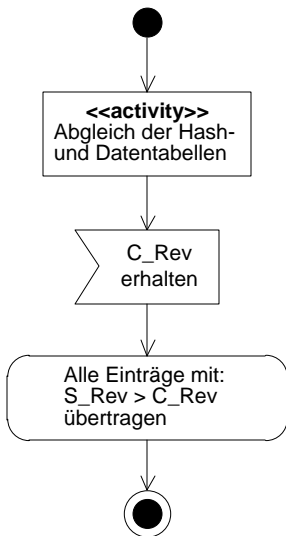 <<activity>>
Abgleich der Hash-
und Datentabellen
C_Rev
erhalten
Alle Einträge mit:
S_Rev > C_Rev
übertragen